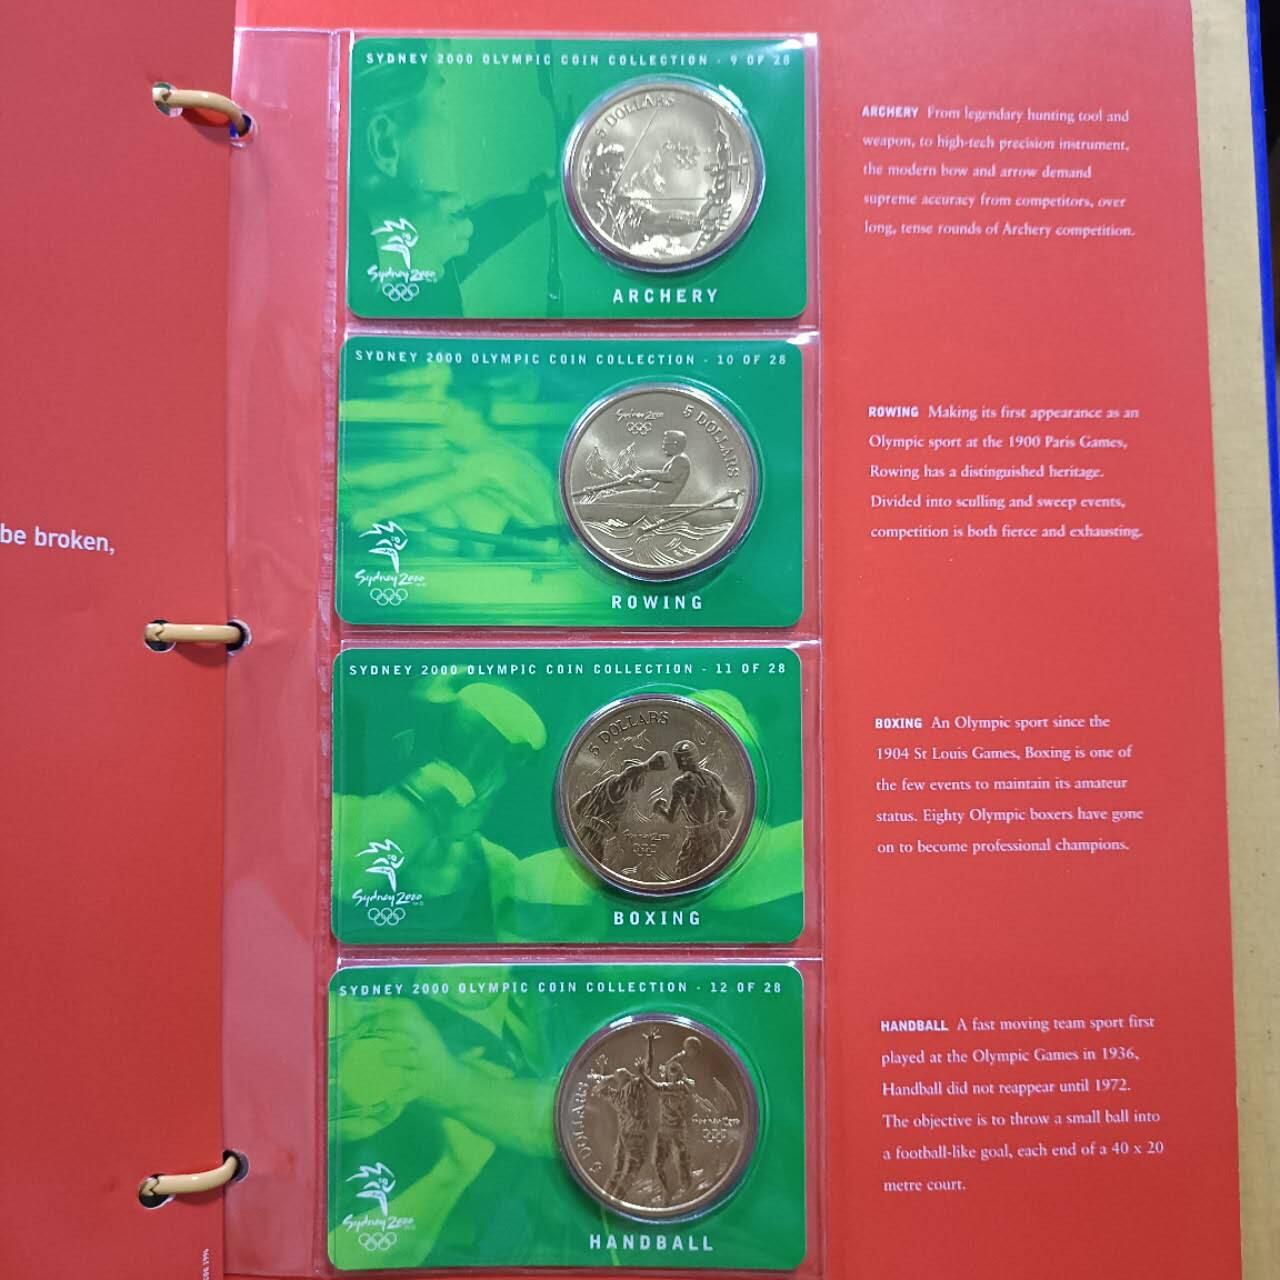 be broken,
SYDNEY 2000 OLYMPIC COIN COLLECTION - 9 OF 28
5 DOLLARS
Sydney 2000
ARCHERY
ARCHERY From legendary hunting tool and
weapon, to high-tech precision instrument,
the modern bow and arrow demand
supreme accuracy from competitors, over
long, tense rounds of Archery competition.
SYDNEY 2000 OLYMPIC COIN COLLECTION - 10 OF 28
Sydney 2000
5 DOLLARS
Sydney 2000
ROWING
ROWING Making its first appearance as an
Olympic sport at the 1900 Paris Games,
Rowing has a distinguished heritage.
Divided into sculling and sweep events,
competition is both fierce and exhausting.
SYDNEY 2000 OLYMPIC COIN COLLECTION - 11 OF 28
5 DOLLARS
Sydney 2000
Sydney 2000
BOXING
BOXING An Olympic sport since the
1904 St Louis Games, Boxing is one of
the few events to maintain its amateur
status. Eighty Olympic boxers have gone
on to become professional champions.
SYDNEY 2000 OLYMPIC COIN COLLECTION - 12 OF 28
5 DOLLARS
Sydney 2000
Sydney 2000
HANDBALL
HANDBALL A fast moving team sport first
played at the Olympic Games in 1936,
Handball did not reappear until 1972.
The objective is to throw a small ball into
a football-like goal, each end of a 40 x 20
metre court.